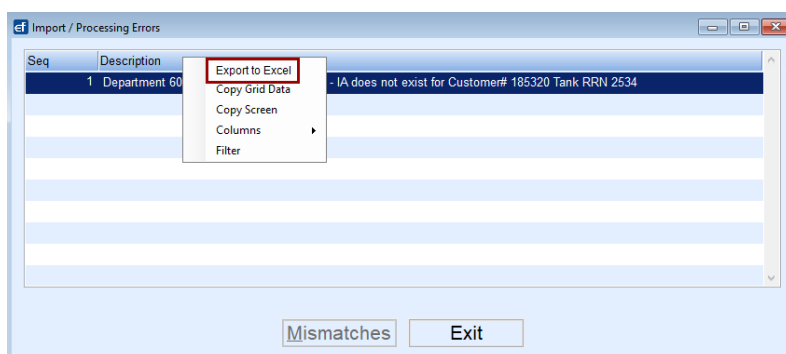 ef Import / Processing Errors
Seq Description
1 Department 60 - IA does not exist for Customer# 185320 Tank RRN 2534
Export to Excel
Copy Grid Data
Copy Screen
Columns
Filter
Mismatches Exit